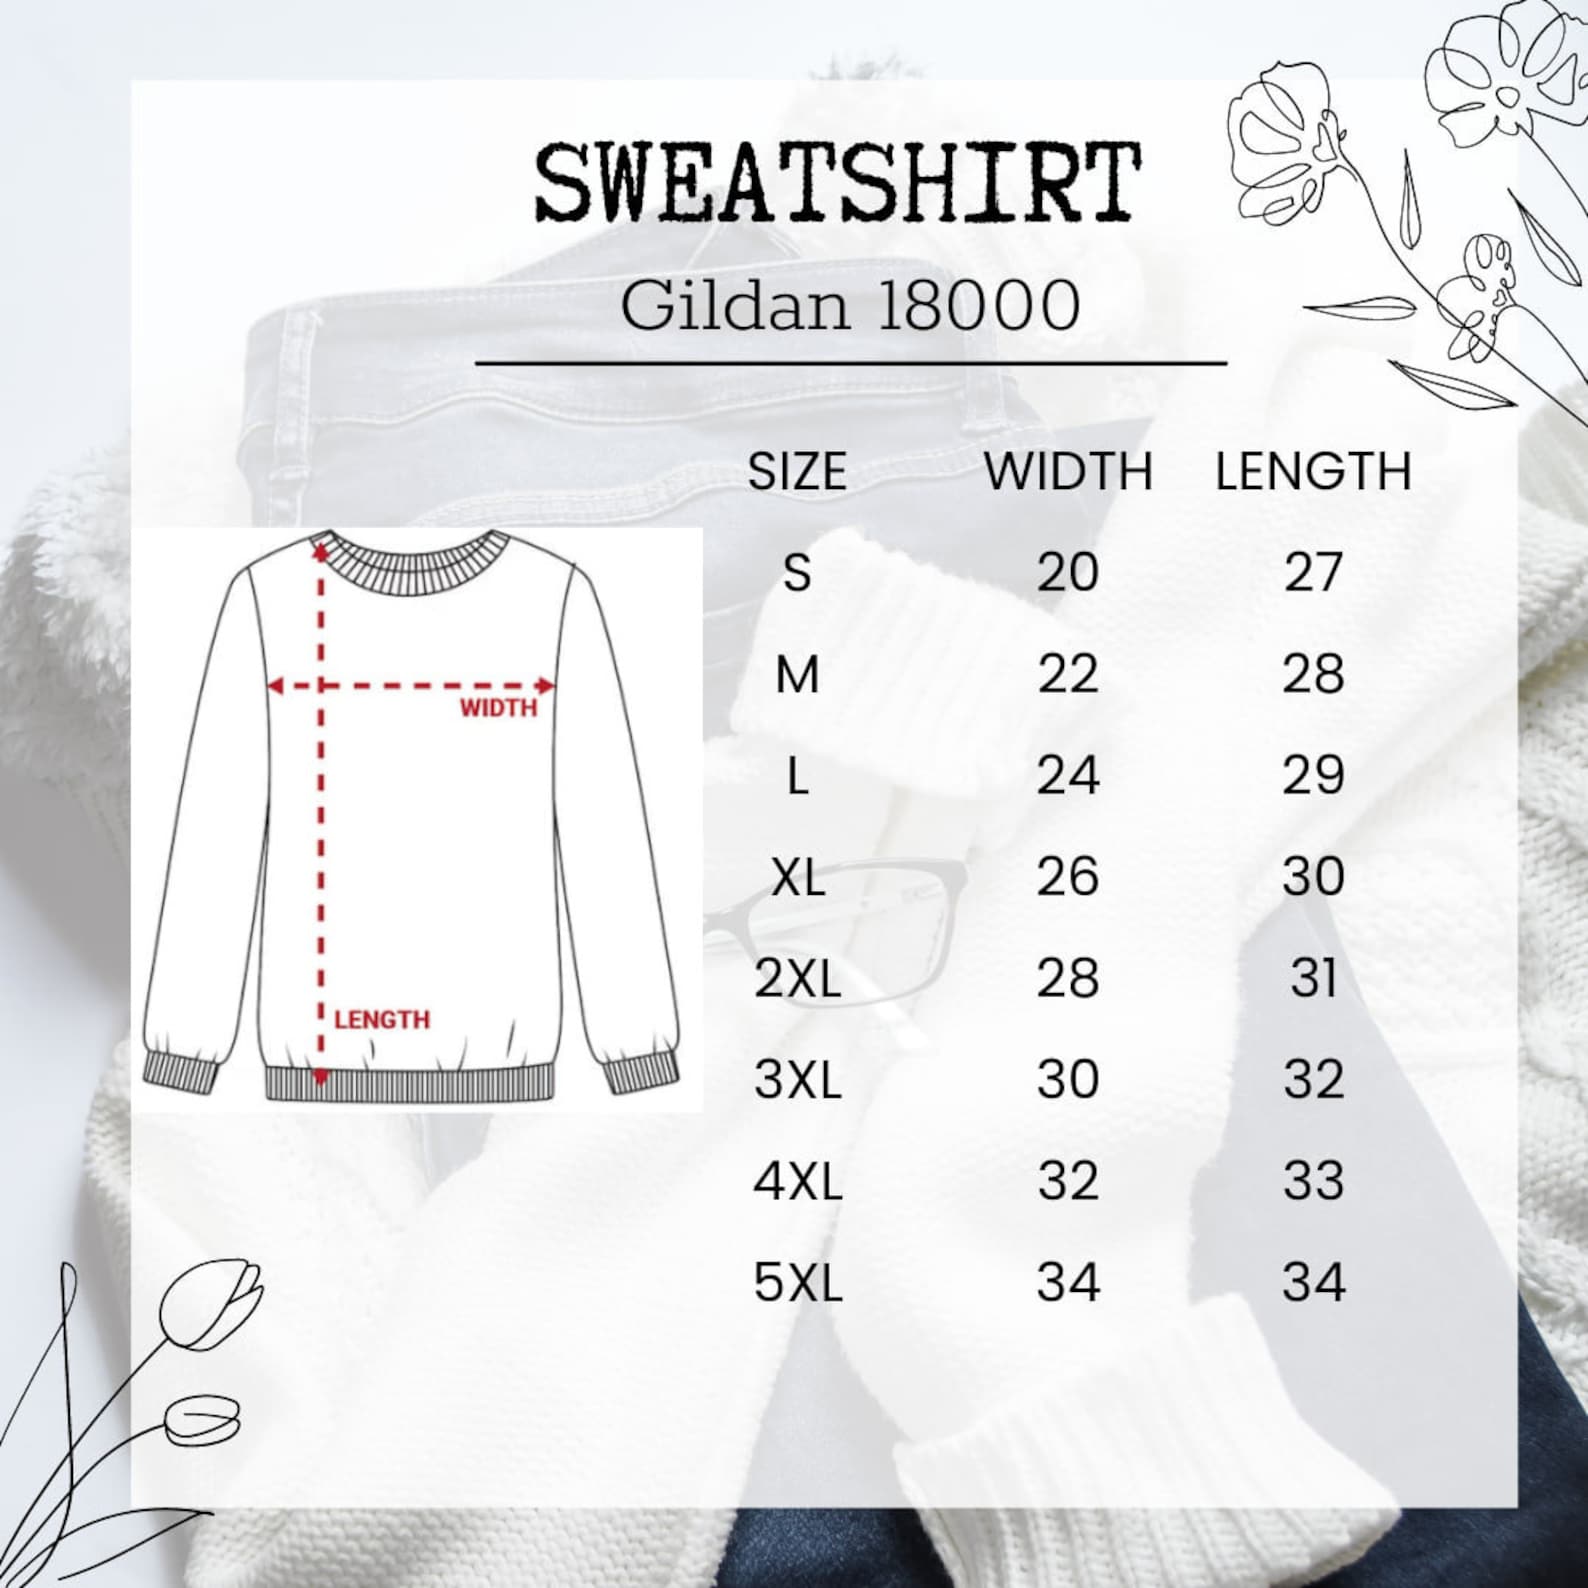 SWEATSHIRT
Gildan 18000
SIZE WIDTH LENGTH
S 20 27
M 22 28
L 24 29
XL 26 30
2XL 28 31
3XL 30 32
4XL 32 33
5XL 34 34
WIDTH
LENGTH